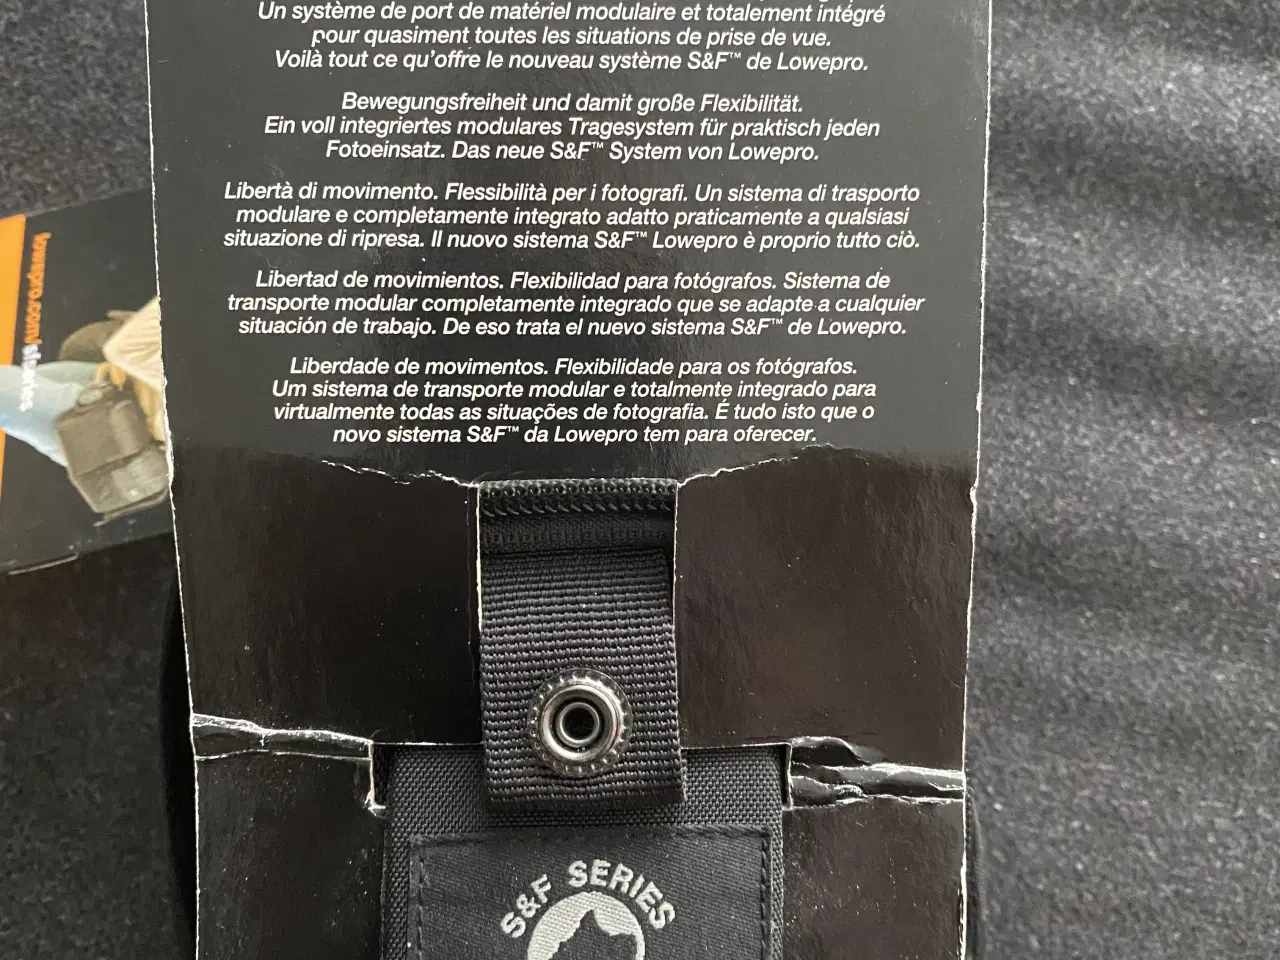 Un système de port de matériel modulaire et totalement intégré
pour quasiment toutes les situations de prise de vue.
Voilà tout ce qu'offre le nouveau système S&F™ de Lowepro.
Bewegungsfreiheit und damit große Flexibilität.
Ein voll integriertes modulares Tragesystem für praktisch jeden
Fotoeinsatz. Das neue S&F™ System von Lowepro.
Libertà di movimento. Flessibilità per i fotografi. Un sistema di trasporto
modulare e completamente integrato adatto praticamente a qualsiasi
situazione di ripresa. Il nuovo sistema S&F™ Lowepro è proprio tutto ciò.
Libertad de movimientos. Flexibilidad para fotógrafos. Sistema de
transporte modular completamente integrado que se adapte a cualquier
situación de trabajo. De eso trata el nuevo sistema S&F™ de Lowepro.
Liberdade de movimentos. Flexibilidade para os fotógrafos.
Um sistema de transporte modular e totalmente integrado para
virtualmente todas as situações de fotografia. É tudo isto que o
novo sistema S&F™ da Lowepro tem para oferecer.
lowepro.com/sfseries
S&F SERIES